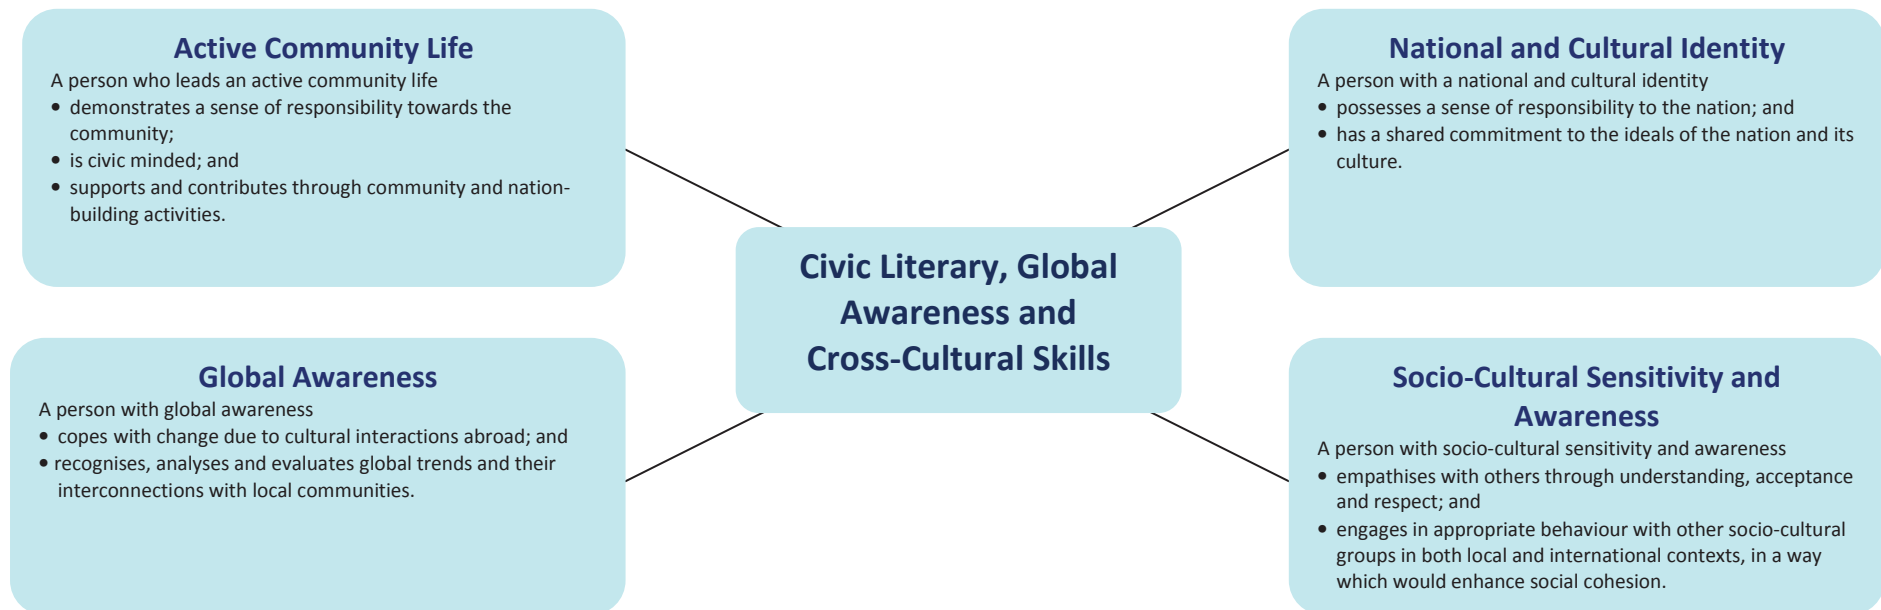 Active Community Life
A person who leads an active community life
• demonstrates a sense of responsibility towards the
community;
• is civic minded; and
• supports and contributes through community and nation-
building activities.
National and Cultural Identity
A person with a national and cultural identity
• possesses a sense of responsibility to the nation; and
• has a shared commitment to the ideals of the nation and its
culture.
Civic Literary, Global
Awareness and
Cross-Cultural Skills
Global Awareness
A person with global awareness
• copes with change due to cultural interactions abroad; and
• recognises, analyses and evaluates global trends and their
interconnections with local communities.
Socio-Cultural Sensitivity and
Awareness
A person with socio-cultural sensitivity and awareness
• empathises with others through understanding, acceptance
and respect; and
• engages in appropriate behaviour with other socio-cultural
groups in both local and international contexts, in a way
which would enhance social cohesion.